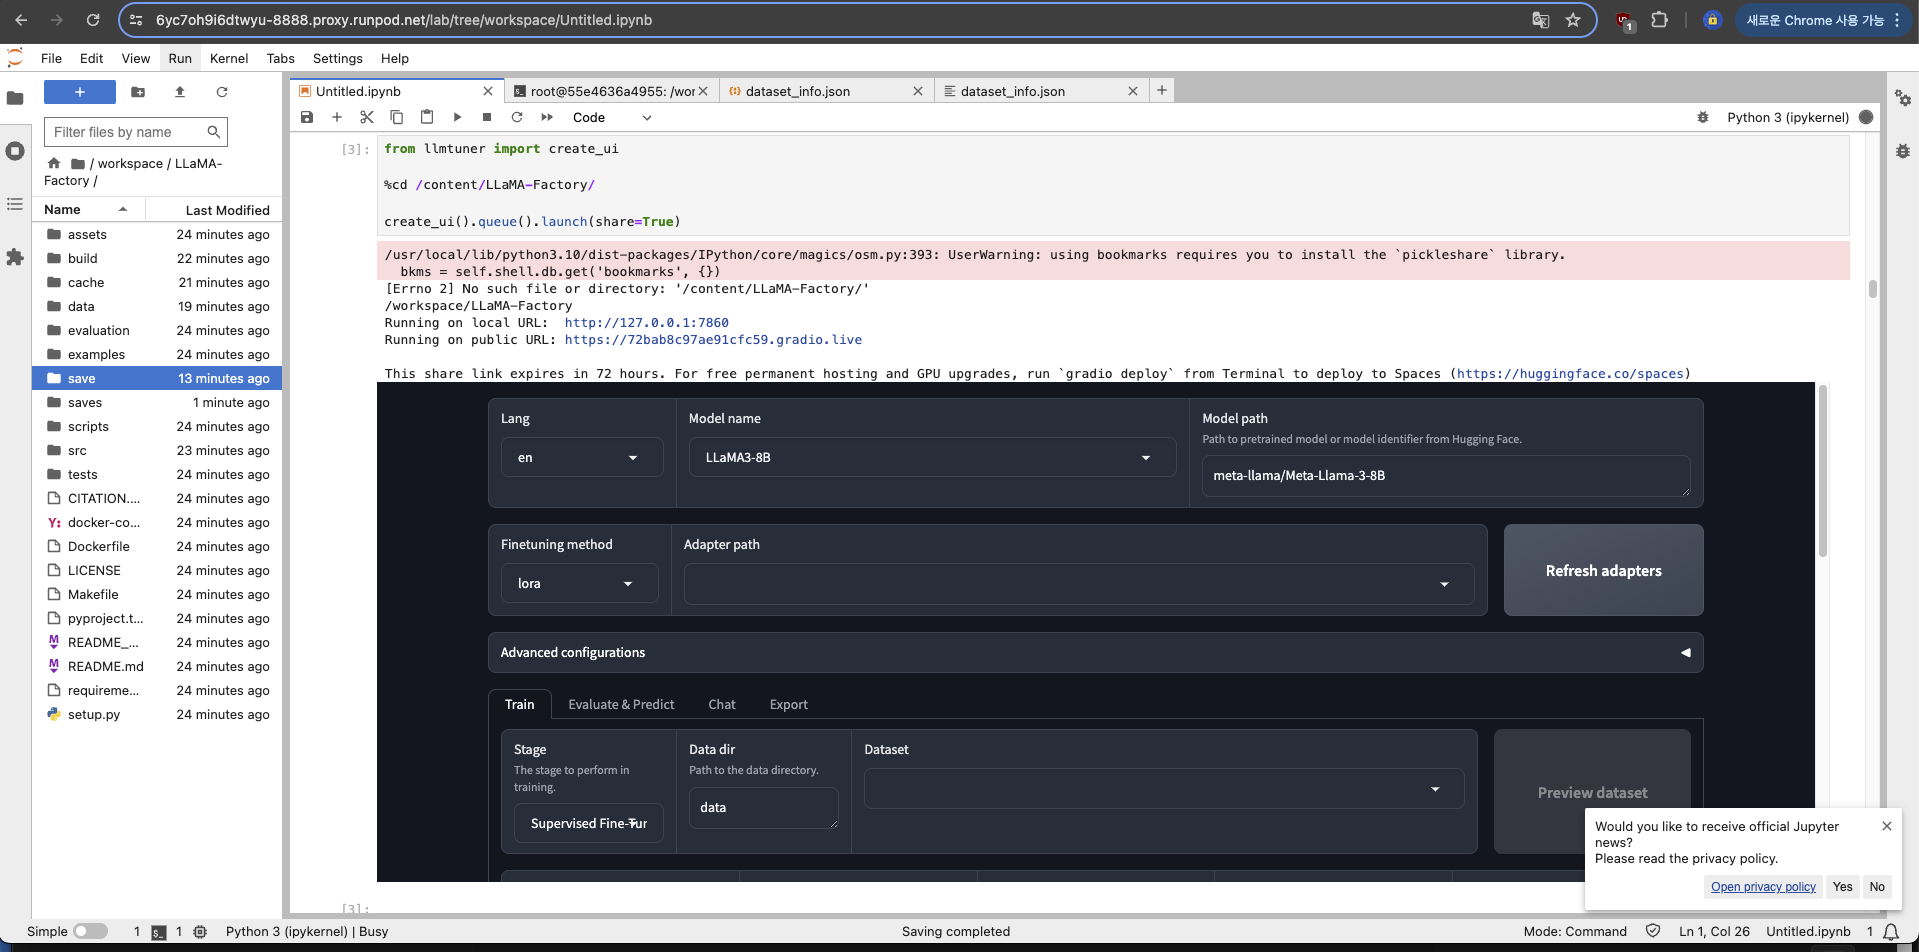 6yc7oh9i6dtwyu-8888.proxy.runpod.net/lab/tree/workspace/Untitled.ipynb
1
새로운 Chrome 사용 가능
File Edit View Run Kernel Tabs Settings Help
+
Untitled.ipynb
root@55e4636a4955: /wor
dataset_info.json
dataset_info.json
Code
Python 3 (ipykernel)
Filter files by name
/ workspace / LLaMA-
Factory /
Name Last Modified
assets 24 minutes ago
build 22 minutes ago
cache 21 minutes ago
data 19 minutes ago
evaluation 24 minutes ago
examples 24 minutes ago
save 13 minutes ago
saves 1 minute ago
scripts 24 minutes ago
src 23 minutes ago
tests 24 minutes ago
CITATION.... 24 minutes ago
docker-co... 24 minutes ago
Dockerfile 24 minutes ago
LICENSE 24 minutes ago
Makefile 24 minutes ago
pyproject.t... 24 minutes ago
README_... 24 minutes ago
README.md 24 minutes ago
requireme... 24 minutes ago
setup.py 24 minutes ago
[3]: from llmtuner import create_ui
%cd /content/LLaMA-Factory/
create_ui().queue().launch(share=True)
/usr/local/lib/python3.10/dist-packages/IPython/core/magics/osm.py:393: UserWarning: using bookmarks requires you to install the `pickleshare` library.
bkms = self.shell.db.get('bookmarks', {})
[Errno 2] No such file or directory: '/content/LLaMA-Factory/'
/workspace/LLaMA-Factory
Running on local URL: http://127.0.0.1:7860
Running on public URL: https://72bab8c97ae91cfc59.gradio.live
This share link expires in 72 hours. For free permanent hosting and GPU upgrades, run `gradio deploy` from Terminal to deploy to Spaces (https://huggingface.co/spaces)
Lang
en
Model name
LLaMA3-8B
Model path
Path to pretrained model or model identifier from Hugging Face.
meta-llama/Meta-Llama-3-8B
Finetuning method
lora
Adapter path
Refresh adapters
Advanced configurations
Train Evaluate & Predict Chat Export
Stage
The stage to perform in
training.
Supervised Fine-Tur
Data dir
Path to the data directory.
data
Dataset
Preview dataset
[3]:
Would you like to receive official Jupyter
news?
Please read the privacy policy.
Open privacy policy Yes No
Simple 1 1 Python 3 (ipykernel) | Busy
Saving completed
Mode: Command Ln 1, Col 26 Untitled.ipynb 1